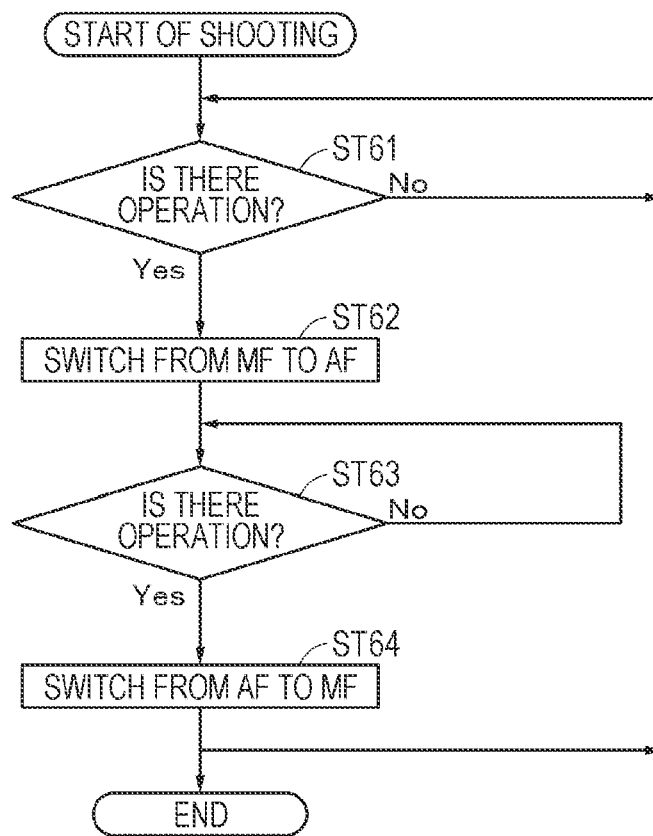 START OF SHOOTING
ST61
IS THERE
OPERATION?
No
Yes
ST62
SWITCH FROM MF TO AF
ST63
IS THERE
OPERATION?
No
Yes
ST64
SWITCH FROM AF TO MF
END